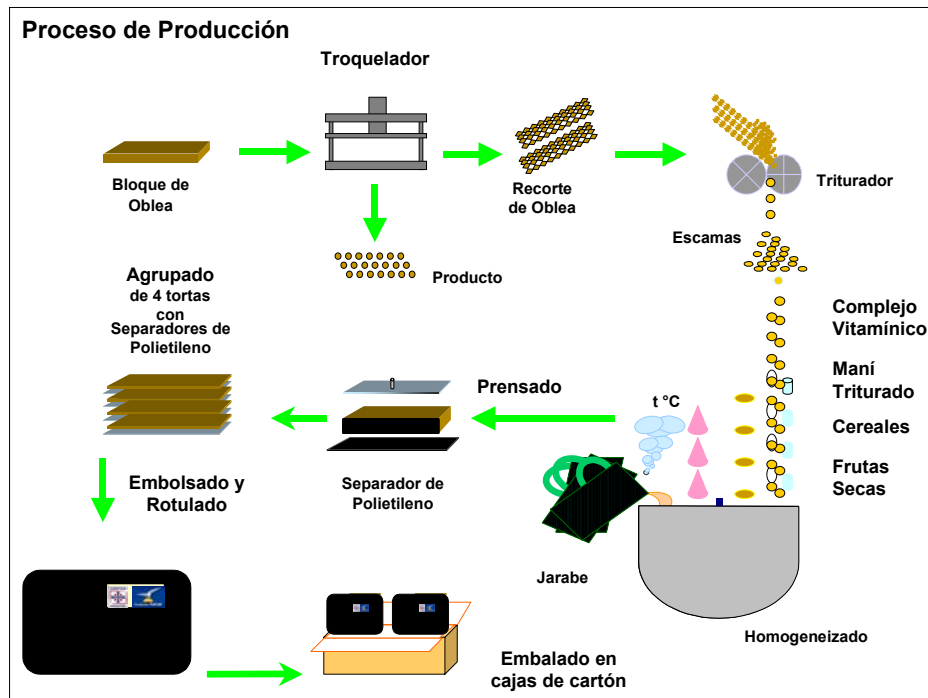 Proceso de Producción
Troquelador
Bloque de
Oblea
Recorte
de Oblea
Triturador
Escamas
Producto
Agrupado
de 4 tortas
con
Separadores de
Polietileno
Complejo
Vitamínico
Maní
Triturado
Cereales
Frutas
Secas
Prensado
t °C
Separador de
Polietileno
Embolsado y
Rotulado
Jarabe
Homogeneizado
Embalado en
cajas de cartón